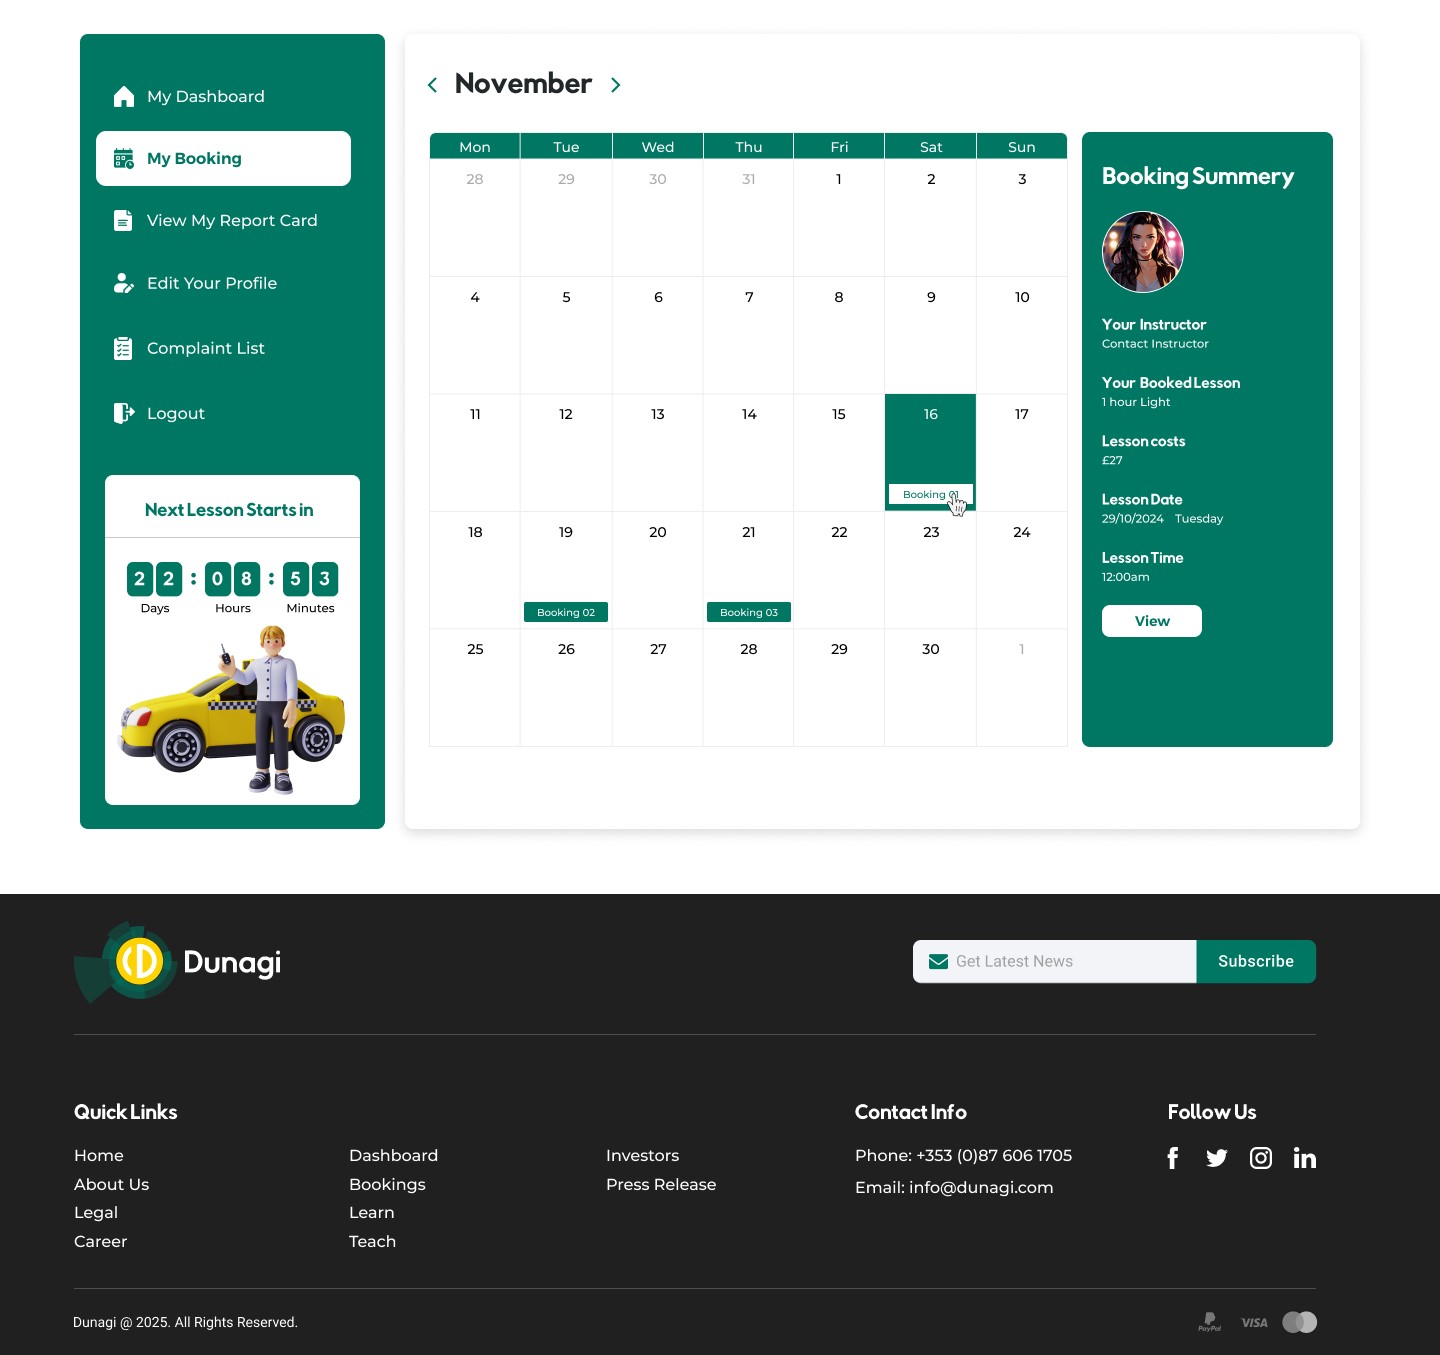 My Dashboard
My Booking
View My Report Card
Edit Your Profile
Complaint List
Logout
Next Lesson Starts in
22 : 08 : 53
Days Hours Minutes
November
Mon Tue Wed Thu Fri Sat Sun
28 29 30 31 1 2 3
4 5 6 7 8 9 10
11 12 13 14 15 16 17
Booking 01
18 19 20 21 22 23 24
Booking 02 Booking 03
25 26 27 28 29 30 1
Booking Summery
Your Instructor
Contact Instructor
Your Booked Lesson
1 hour Light
Lesson costs
£27
Lesson Date
29/10/2024 Tuesday
Lesson Time
12:00am
View
Dunagi
Get Latest News
Subscribe
Quick Links
Home
About Us
Legal
Career
Dashboard
Bookings
Learn
Teach
Investors
Press Release
Contact Info
Phone: +353 (0)87 606 1705
Email: info@dunagi.com
Follow Us
Dunagi @ 2025. All Rights Reserved.
PayPal VISA